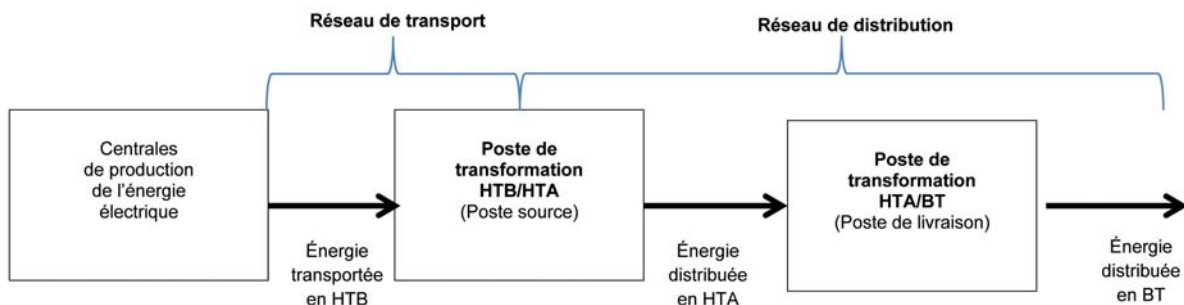 Réseau de transport
Réseau de distribution
Centrales
de production
de l'énergie
électrique
Poste de
transformation
HTB/HTA
(Poste source)
Poste de
transformation
HTA/BT
(Poste de livraison)
Énergie
transportée
en HTB
Énergie
distribuée
en HTA
Énergie
distribuée
en BT